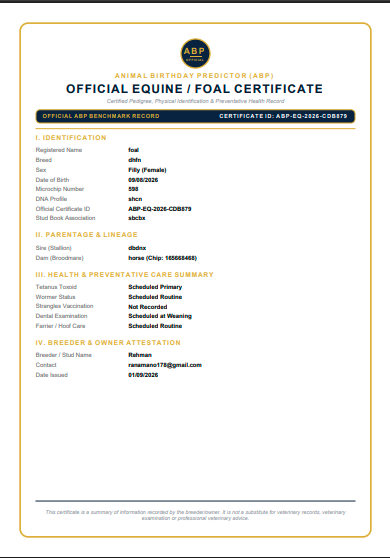 ABP
OFFICIAL
ANIMAL BIRTHDAY PREDICTOR (ABP)
OFFICIAL EQUINE / FOAL CERTIFICATE
Certified Pedigree, Physical Identification & Preventative Health Record
OFFICIAL ABP BENCHMARK RECORD CERTIFICATE ID: ABP-EQ-2026-CDB879
I. IDENTIFICATION
Registered Name foal
Breed dhfn
Sex Filly (Female)
Date of Birth 09/08/2026
Microchip Number 598
DNA Profile shcn
Official Certificate ID ABP-EQ-2026-CDB879
Stud Book Association sbcbx
II. PARENTAGE & LINEAGE
Sire (Stallion) dbdnx
Dam (Broodmare) horse (Chip: 165668468)
III. HEALTH & PREVENTATIVE CARE SUMMARY
Tetanus Toxoid Scheduled Primary
Wormer Status Scheduled Routine
Strangles Vaccination Not Recorded
Dental Examination Scheduled at Weaning
Farrier / Hoof Care Scheduled Routine
IV. BREEDER & OWNER ATTESTATION
Breeder / Stud Name Rehman
Contact ranamano178@gmail.com
Date Issued 01/09/2026
This certificate is a summary of information recorded by the breeder/owner. It is not a substitute for veterinary records, veterinary
examination or professional veterinary advice.